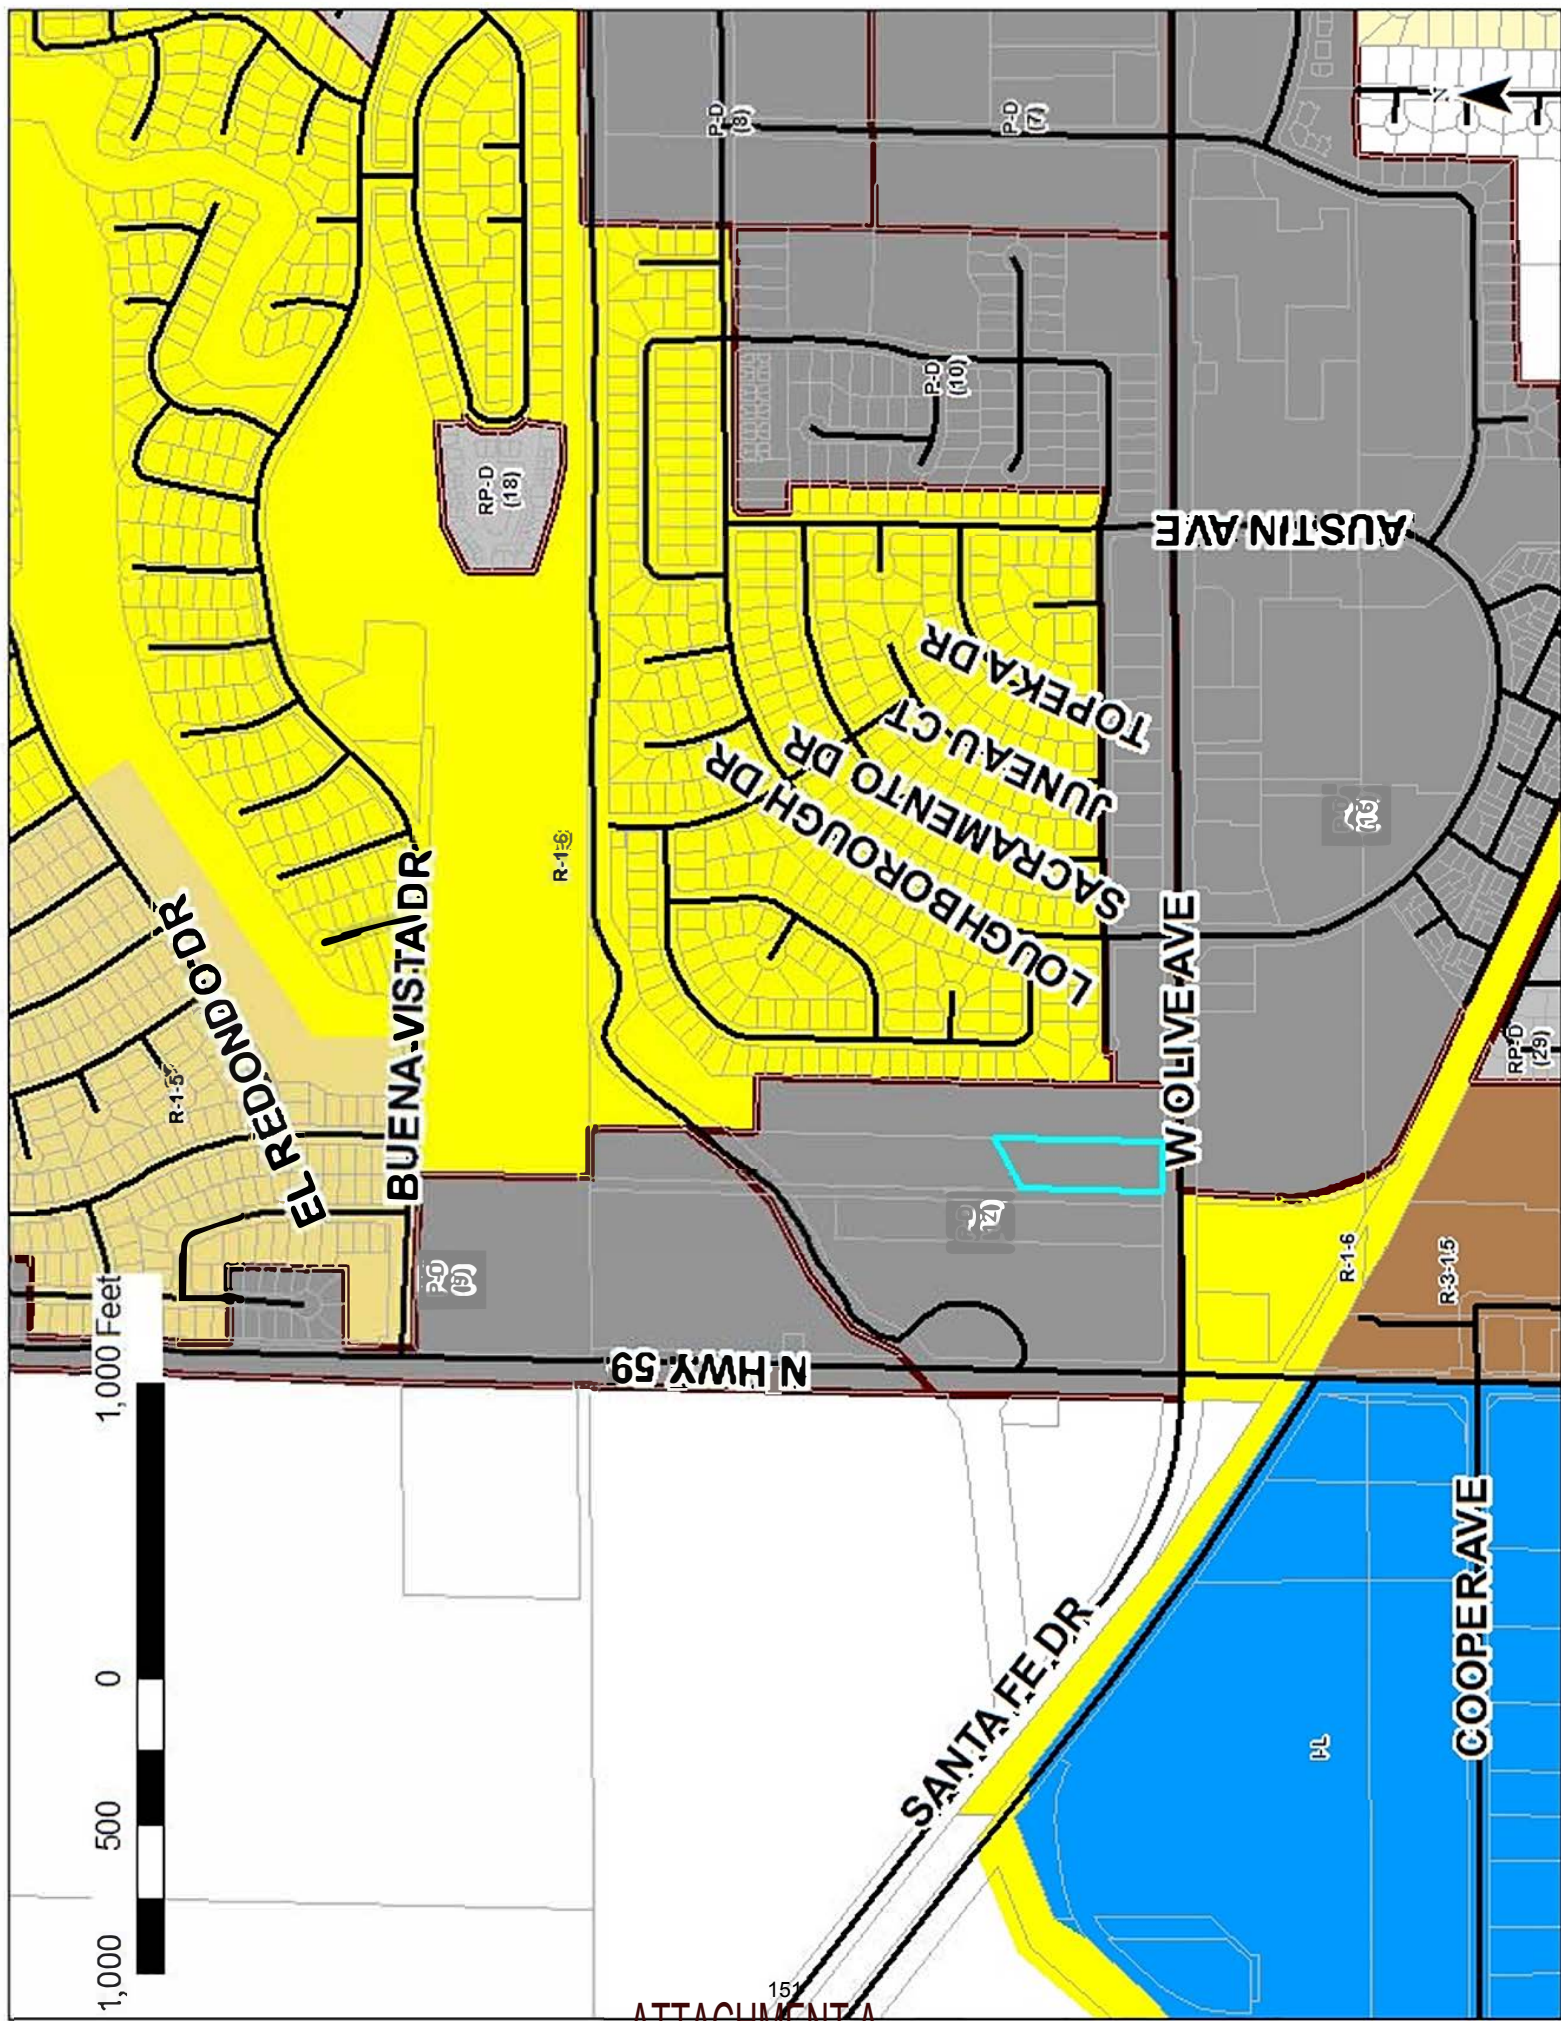 1,000
500
0
1,000 Feet
EL REDONDO DR
BUENA VISTA DR
N HWY 59
SANTA FE DR
W OLIVE AVE
COOPER AVE
AUSTIN AVE
LOUGHBOROUGH DR
SACRAMENTO DR
JUNEAU CT
TOPEKA DR
R-1-5
R-1-6
RP-D
(18)
P-D
(8)
P-D
(7)
P-D
(10)
N
R-1-6
R-3-1.5
RP-D
(29)
I-L
151
ATTACHMENT A